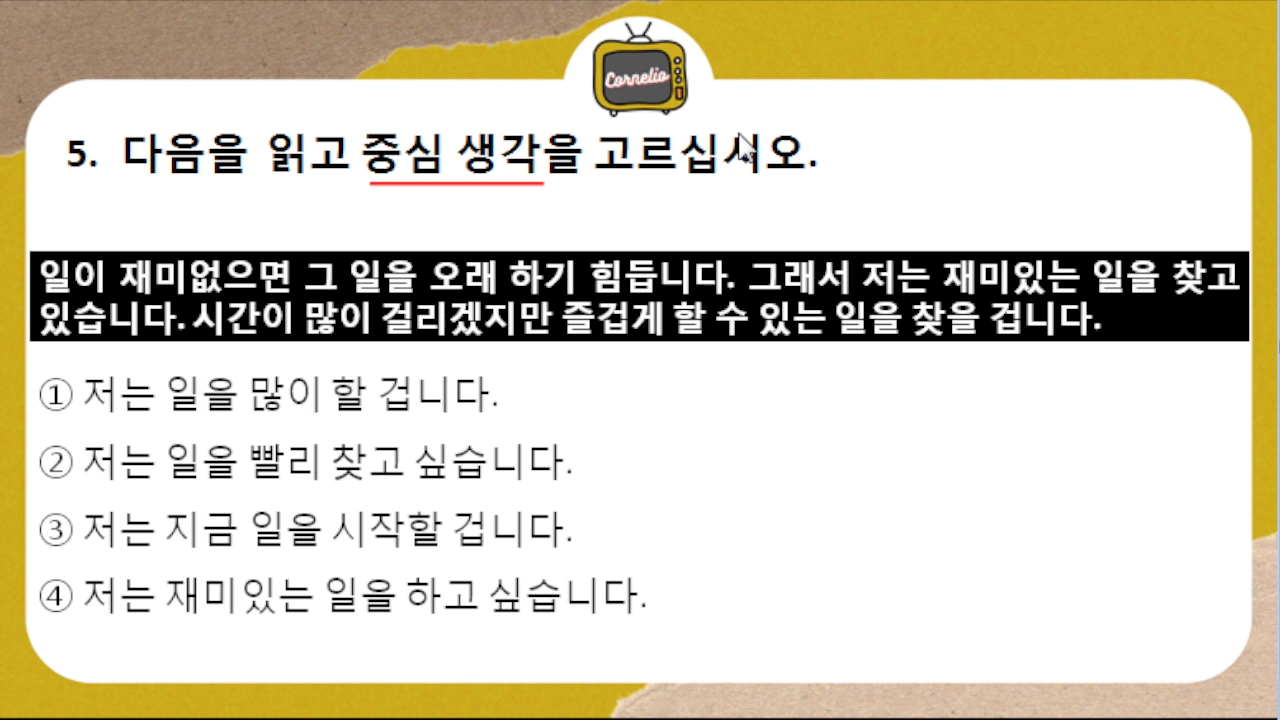 Cornelio
5. 다음을 읽고 중심 생각을 고르십시오.
일이 재미없으면 그 일을 오래 하기 힘듭니다. 그래서 저는 재미있는 일을 찾고
있습니다. 시간이 많이 걸리겠지만 즐겁게 할 수 있는 일을 찾을 겁니다.
① 저는 일을 많이 할 겁니다.
② 저는 일을 빨리 찾고 싶습니다.
③ 저는 지금 일을 시작할 겁니다.
④ 저는 재미있는 일을 하고 싶습니다.